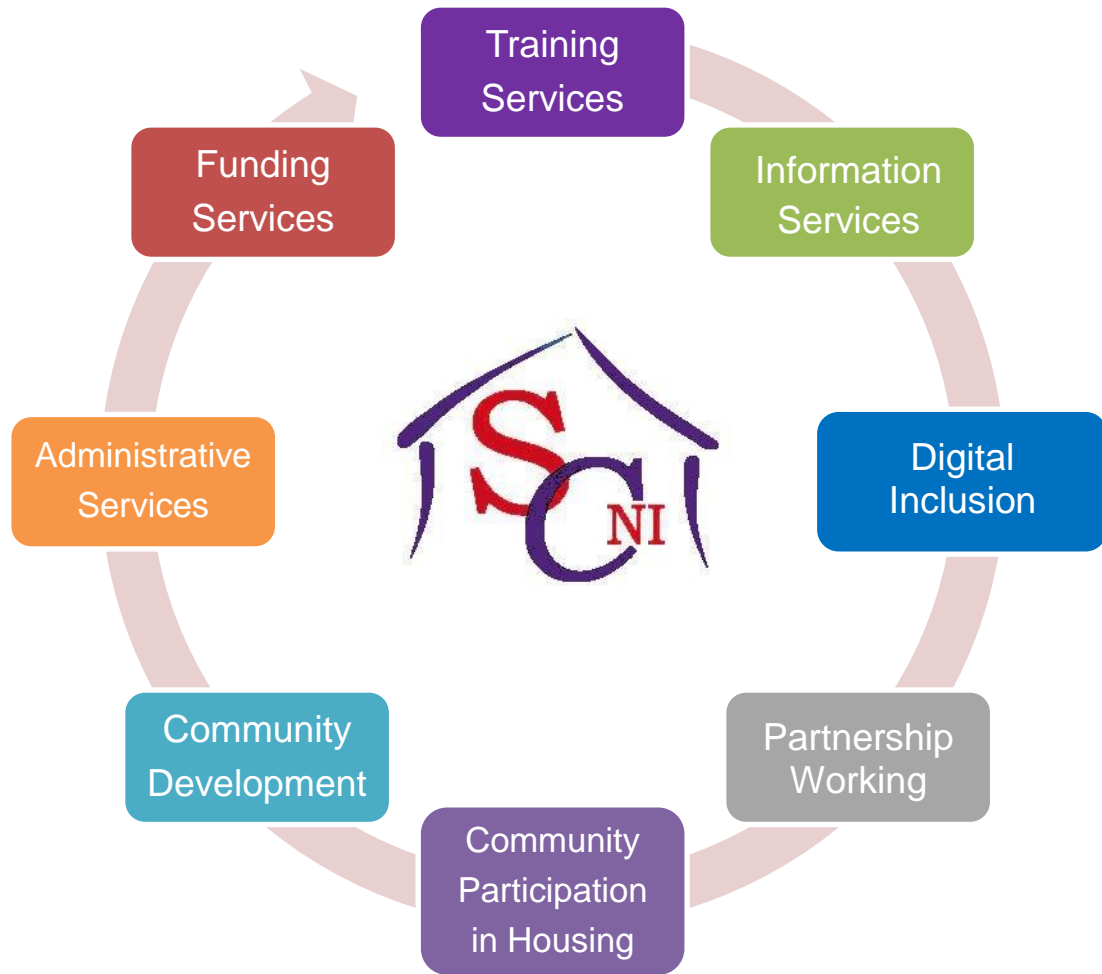 Training
Services
Information
Services
Digital
Inclusion
Partnership
Working
Community
Participation
in Housing
Community
Development
Administrative
Services
Funding
Services
SC NI